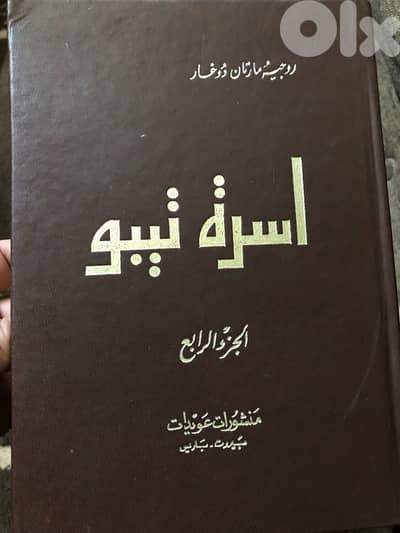 Olx
روجيه مارتان دوغار
اسرة تيبو
الجزء الرابع
منشورات عويدات
بيروت - باريس